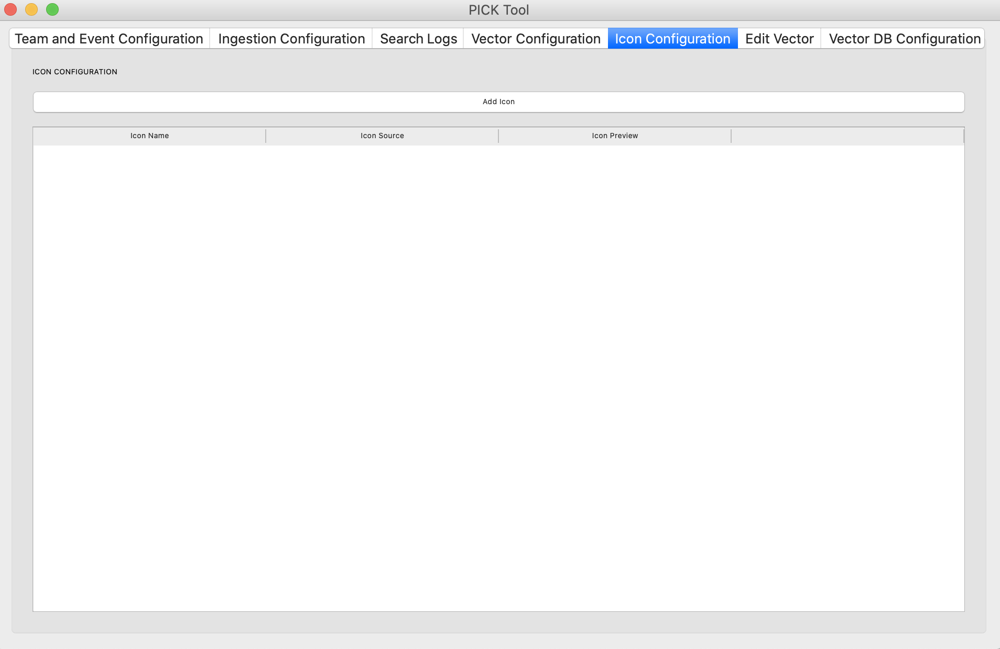 PICK Tool
Team and Event Configuration Ingestion Configuration Search Logs Vector Configuration Icon Configuration Edit Vector Vector DB Configuration
ICON CONFIGURATION
Add Icon
Icon Name Icon Source Icon Preview